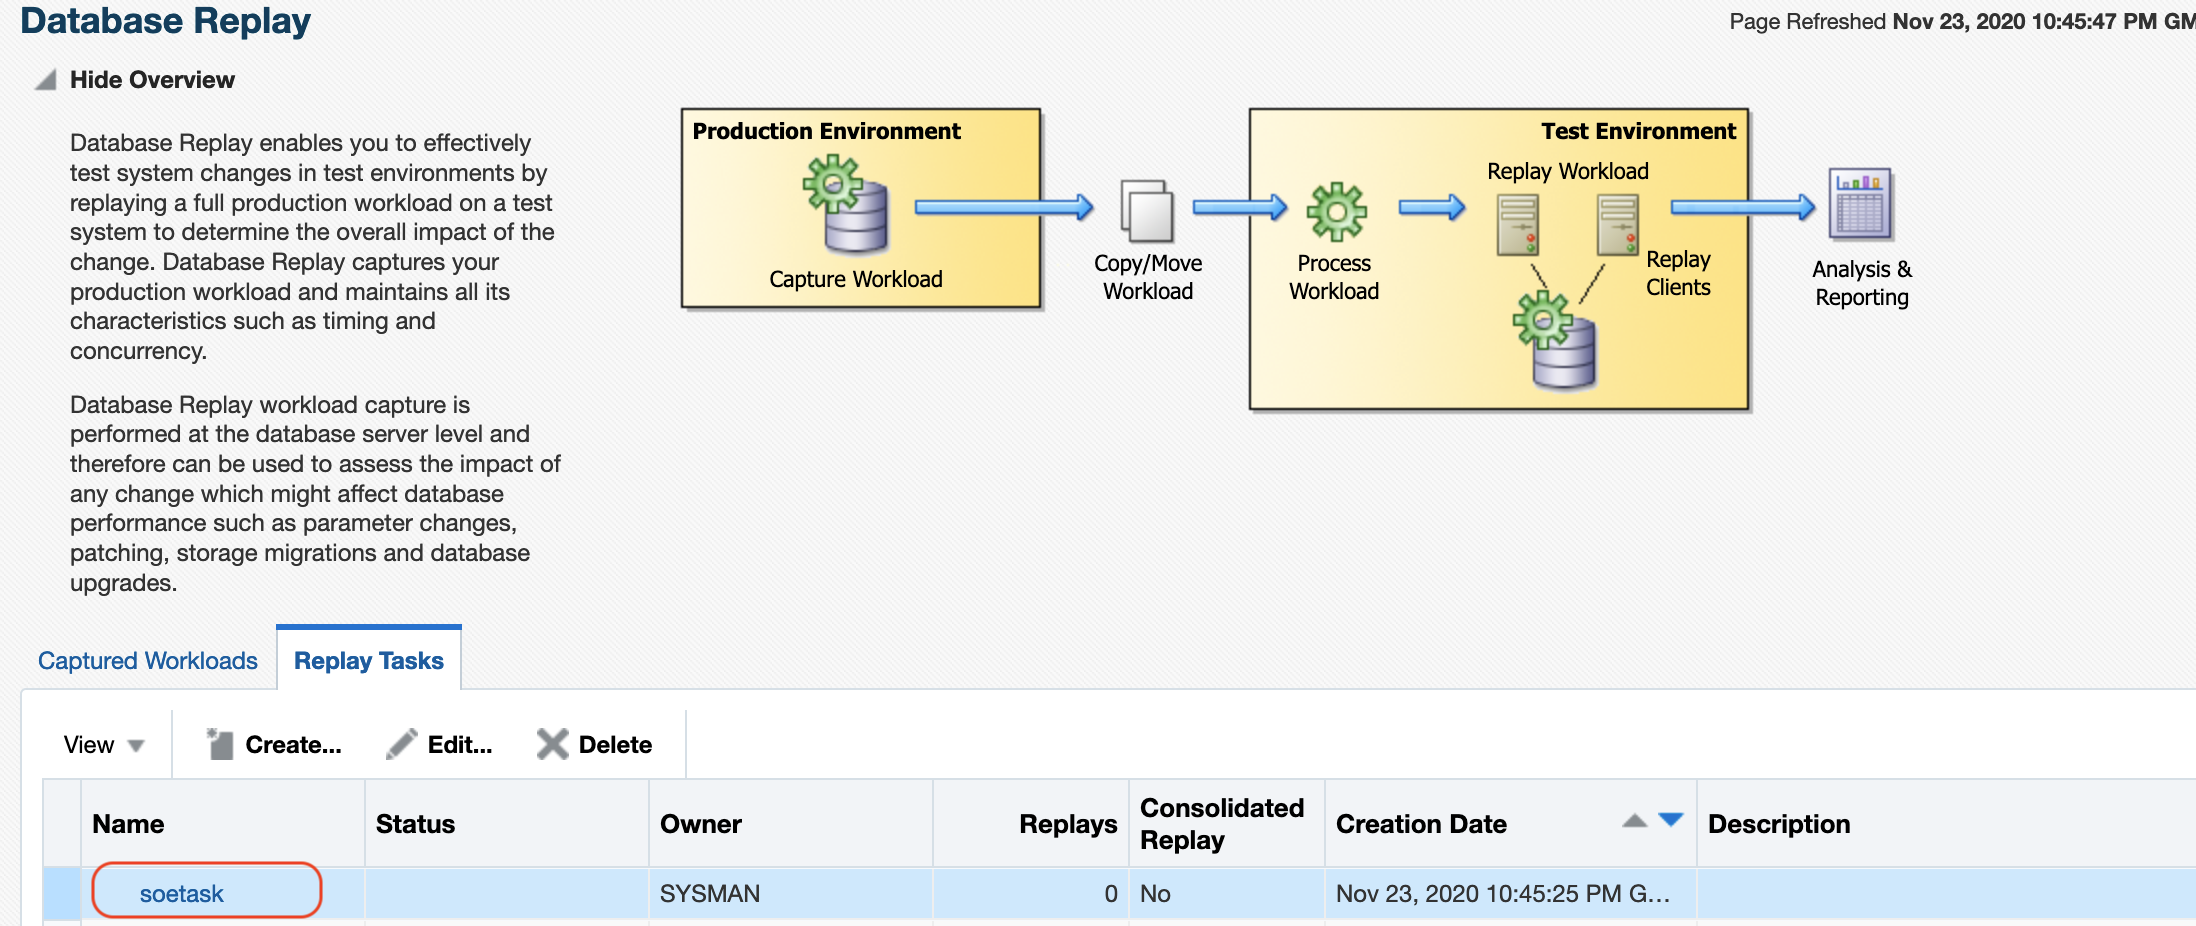 Database Replay
Page Refreshed Nov 23, 2020 10:45:47 PM GM
Hide Overview
Database Replay enables you to effectively
test system changes in test environments by
replaying a full production workload on a test
system to determine the overall impact of the
change. Database Replay captures your
production workload and maintains all its
characteristics such as timing and
concurrency.
Database Replay workload capture is
performed at the database server level and
therefore can be used to assess the impact of
any change which might affect database
performance such as parameter changes,
patching, storage migrations and database
upgrades.
Production Environment
Capture Workload
Copy/Move
Workload
Test Environment
Process
Workload
Replay Workload
Replay
Clients
Analysis &
Reporting
Captured Workloads
Replay Tasks
View
Create...
Edit...
Delete
Name
Status
Owner
Replays
Consolidated
Replay
Creation Date
Description
soetask
SYSMAN
0
No
Nov 23, 2020 10:45:25 PM G...